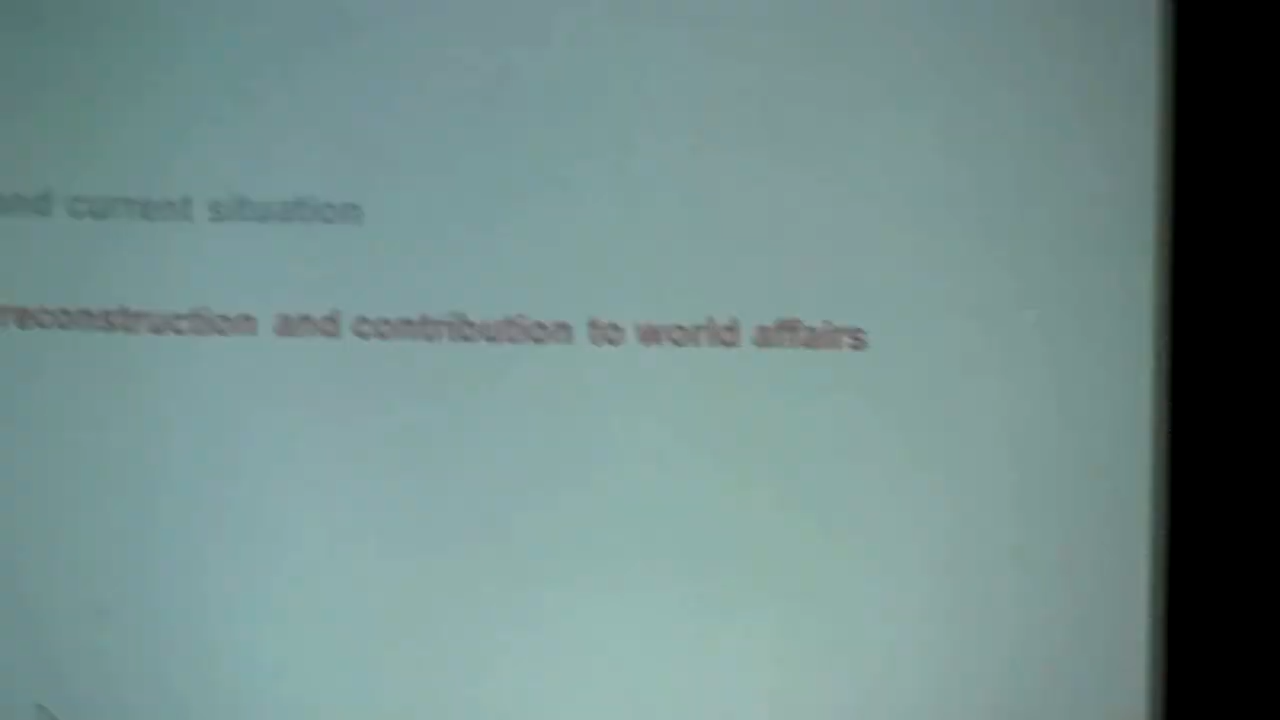 and current situation
reconstruction and contribution to world affairs